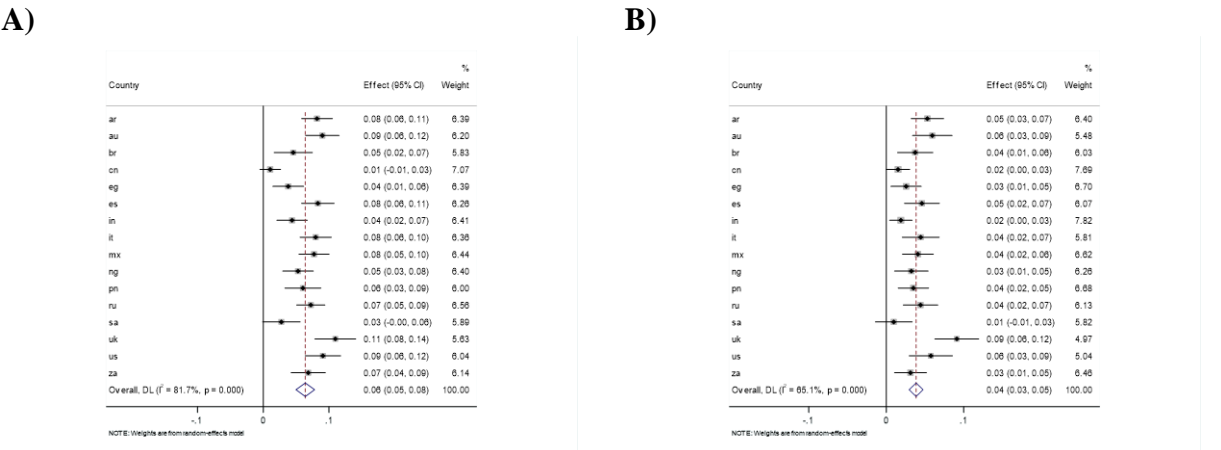 A)
%
Country Effect (95% CI) Weight
ar 0.08 (0.06, 0.11) 6.39
au 0.09 (0.06, 0.12) 6.20
br 0.05 (0.02, 0.07) 5.83
cn 0.01 (-0.01, 0.03) 7.07
eg 0.04 (0.01, 0.06) 6.39
es 0.08 (0.06, 0.11) 6.26
in 0.04 (0.02, 0.07) 6.41
it 0.08 (0.06, 0.10) 6.36
mx 0.08 (0.05, 0.10) 6.44
ng 0.05 (0.03, 0.08) 6.40
pn 0.06 (0.03, 0.09) 6.00
ru 0.07 (0.05, 0.09) 6.56
sa 0.03 (-0.00, 0.06) 5.89
uk 0.11 (0.08, 0.14) 5.63
us 0.09 (0.06, 0.12) 6.04
za 0.07 (0.04, 0.09) 6.14
Overall, DL (I² = 81.7%, p = 0.000) 0.06 (0.05, 0.08) 100.00
-.1 0 .1
NOTE: Weights are from random-effects model
B)
%
Country Effect (95% CI) Weight
ar 0.05 (0.03, 0.07) 6.40
au 0.06 (0.03, 0.09) 5.48
br 0.04 (0.01, 0.06) 6.03
cn 0.02 (0.00, 0.03) 7.69
eg 0.03 (0.01, 0.05) 6.70
es 0.05 (0.02, 0.07) 6.07
in 0.02 (0.00, 0.03) 7.82
it 0.04 (0.02, 0.07) 5.81
mx 0.04 (0.02, 0.06) 6.62
ng 0.03 (0.01, 0.05) 6.26
pn 0.04 (0.02, 0.05) 6.68
ru 0.04 (0.02, 0.07) 6.13
sa 0.01 (-0.01, 0.03) 5.82
uk 0.09 (0.06, 0.12) 4.97
us 0.06 (0.03, 0.09) 5.04
za 0.03 (0.01, 0.05) 6.46
Overall, DL (I² = 65.1%, p = 0.000) 0.04 (0.03, 0.05) 100.00
-.1 0 .1
NOTE: Weights are from random-effects model